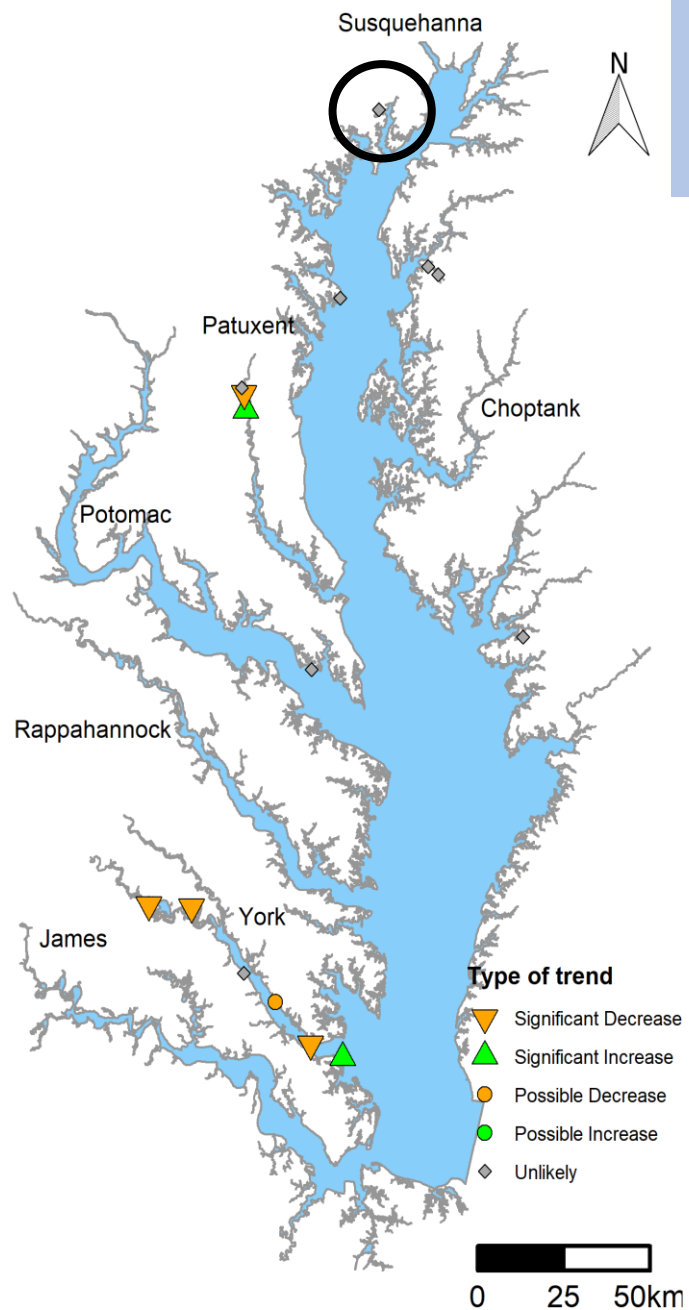 Susquehanna
N
Patuxent
Choptank
Potomac
Rappahannock
York
James
Type of trend
Significant Decrease
Significant Increase
Possible Decrease
Possible Increase
Unlikely
0 25 50km